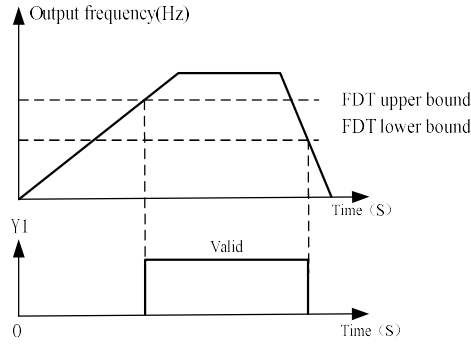 Output frequency(Hz)
FDT upper bound
FDT lower bound
Time（S）
Y1
Valid
0
Time（S）